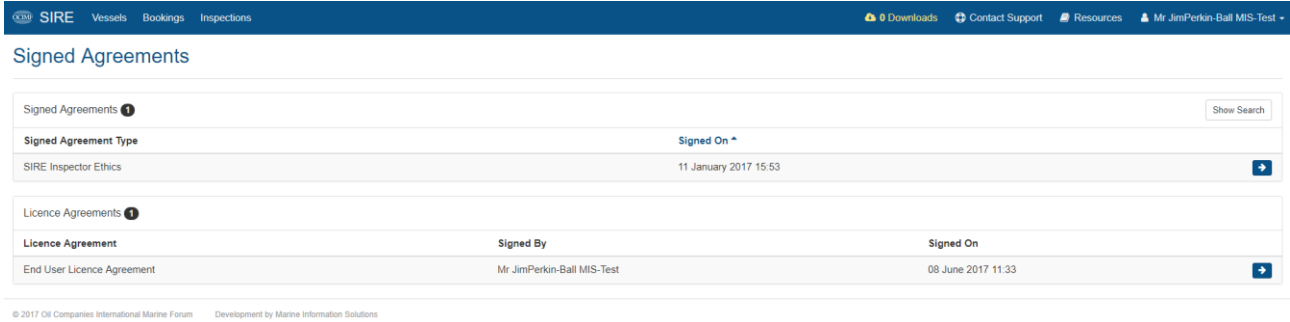 OCIMF SIRE Vessels Bookings Inspections 0 Downloads Contact Support Resources Mr JimPerkin-Ball MIS-Test
Signed Agreements
Signed Agreements 1 Show Search
Signed Agreement Type Signed On
SIRE Inspector Ethics 11 January 2017 15:53
Licence Agreements 1
Licence Agreement Signed By Signed On
End User Licence Agreement Mr JimPerkin-Ball MIS-Test 08 June 2017 11:33
© 2017 Oil Companies International Marine Forum Development by Marine Information Solutions